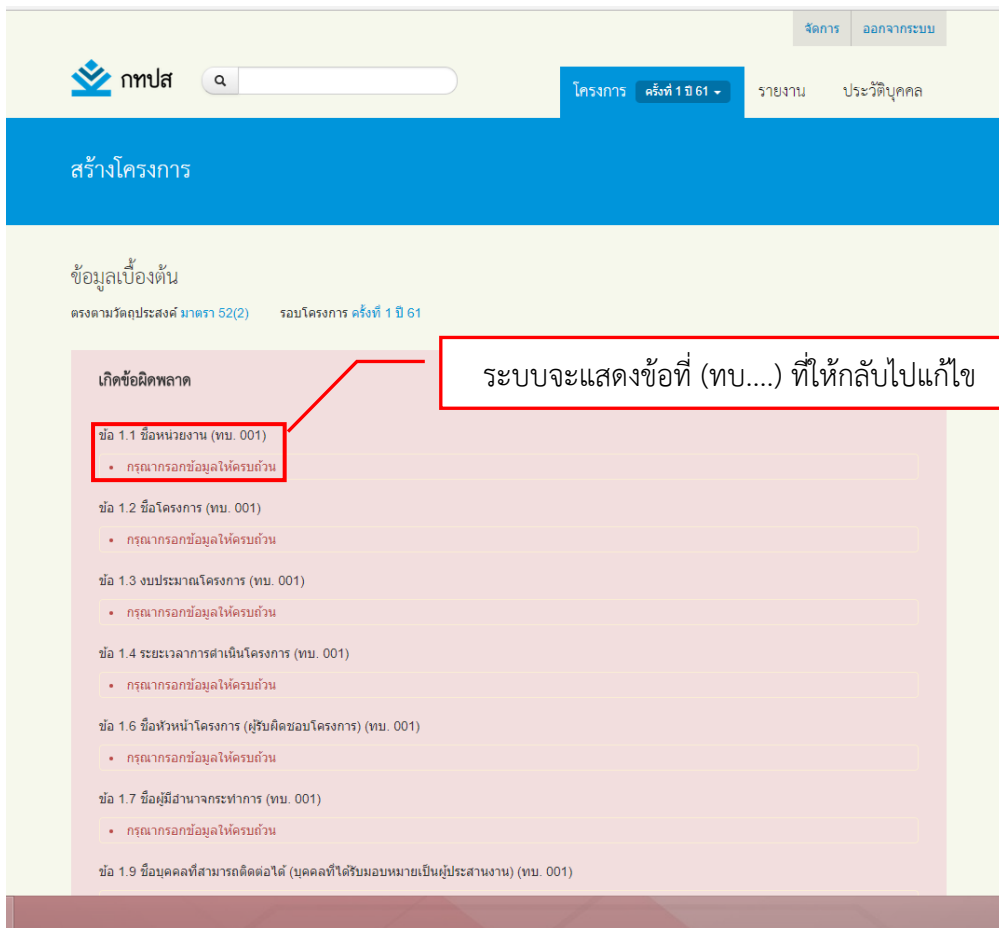 จัดการ ออกจากระบบ
กทปส
โครงการ ครั้งที่ 1 ปี 61 รายงาน ประวัติบุคคล
สร้างโครงการ
ข้อมูลเบื้องต้น
ตรงตามวัตถุประสงค์ มาตรา 52(2) รอบโครงการ ครั้งที่ 1 ปี 61
เกิดข้อผิดพลาด
ระบบจะแสดงข้อที่ (ทบ....) ที่ให้กลับไปแก้ไข
ข้อ 1.1 ชื่อหน่วยงาน (ทบ. 001)
• กรุณากรอกข้อมูลให้ครบถ้วน
ข้อ 1.2 ชื่อโครงการ (ทบ. 001)
• กรุณากรอกข้อมูลให้ครบถ้วน
ข้อ 1.3 งบประมาณโครงการ (ทบ. 001)
• กรุณากรอกข้อมูลให้ครบถ้วน
ข้อ 1.4 ระยะเวลาการดำเนินโครงการ (ทบ. 001)
• กรุณากรอกข้อมูลให้ครบถ้วน
ข้อ 1.6 ชื่อหัวหน้าโครงการ (ผู้รับผิดชอบโครงการ) (ทบ. 001)
• กรุณากรอกข้อมูลให้ครบถ้วน
ข้อ 1.7 ชื่อผู้มีอำนาจกระทำการ (ทบ. 001)
• กรุณากรอกข้อมูลให้ครบถ้วน
ข้อ 1.9 ชื่อบุคคลที่สามารถติดต่อได้ (บุคคลที่ได้รับมอบหมายเป็นผู้ประสานงาน) (ทบ. 001)